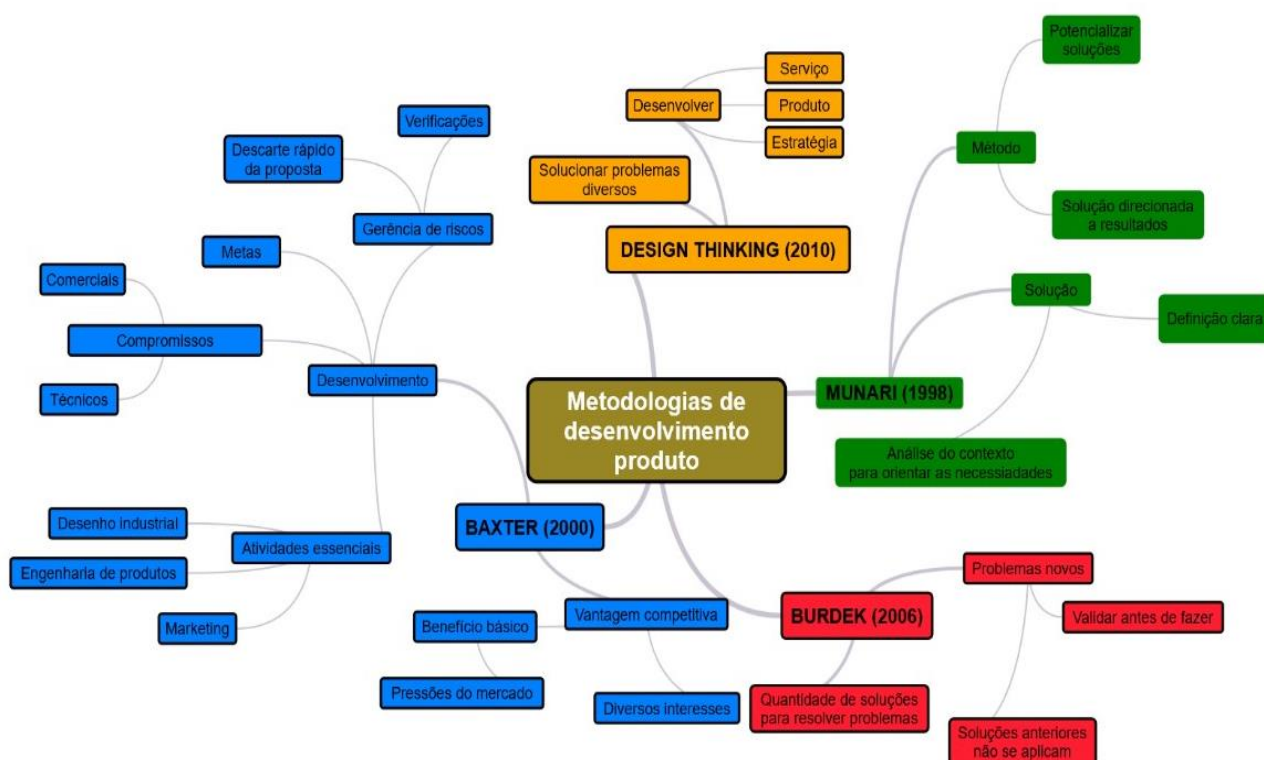 Metodologias de
desenvolvimento
produto
DESIGN THINKING (2010)
Desenvolver
Serviço
Produto
Estratégia
Solucionar problemas
diversos
MUNARI (1998)
Método
Potencializar
soluções
Solução direcionada
a resultados
Solução
Definição clara
Análise do contexto
para orientar as necessiadades
BURDEK (2006)
Problemas novos
Validar antes de fazer
Soluções anteriores
não se aplicam
Quantidade de soluções
para resolver problemas
BAXTER (2000)
Desenvolvimento
Gerência de riscos
Verificações
Descarte rápido
da proposta
Metas
Compromissos
Comerciais
Técnicos
Atividades essenciais
Desenho industrial
Engenharia de produtos
Marketing
Vantagem competitiva
Benefício básico
Pressões do mercado
Diversos interesses